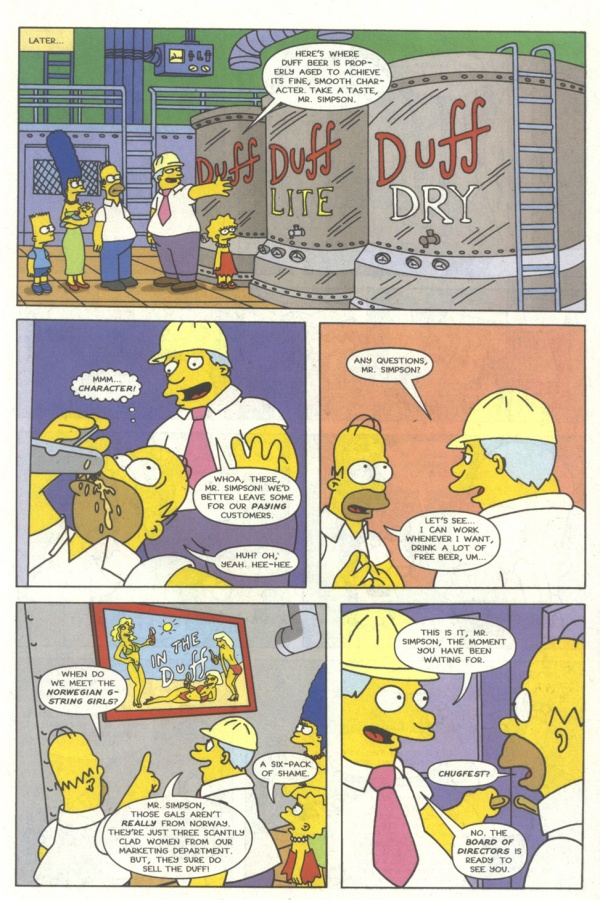 LATER...
HERE'S WHERE
DUFF BEER IS PROP-
ERLY AGED TO ACHIEVE
ITS FINE, SMOOTH CHAR-
ACTER. TAKE A TASTE,
MR. SIMPSON.
Duff
Duff
LITE
Duff
DRY
MMM...
CHARACTER!
WHOA, THERE,
MR. SIMPSON! WE'D
BETTER LEAVE SOME
FOR OUR PAYING
CUSTOMERS.
HUH? OH,
YEAH. HEE-HEE.
ANY QUESTIONS,
MR. SIMPSON?
LET'S SEE...
I CAN WORK
WHENEVER I WANT,
DRINK A LOT OF
FREE BEER, UM...
IN THE
Duff
WHEN DO
WE MEET THE
NORWEGIAN G-
STRING GIRLS?
MR. SIMPSON,
THOSE GALS AREN'T
REALLY FROM NORWAY.
THEY'RE JUST THREE SCANTILY
CLAD WOMEN FROM OUR
MARKETING DEPARTMENT.
BUT, THEY SURE DO
SELL THE DUFF!
A SIX-PACK
OF SHAME.
THIS IS IT, MR.
SIMPSON, THE MOMENT
YOU HAVE BEEN
WAITING FOR.
CHUGFEST?
NO. THE
BOARD OF
DIRECTORS IS
READY TO
SEE YOU.